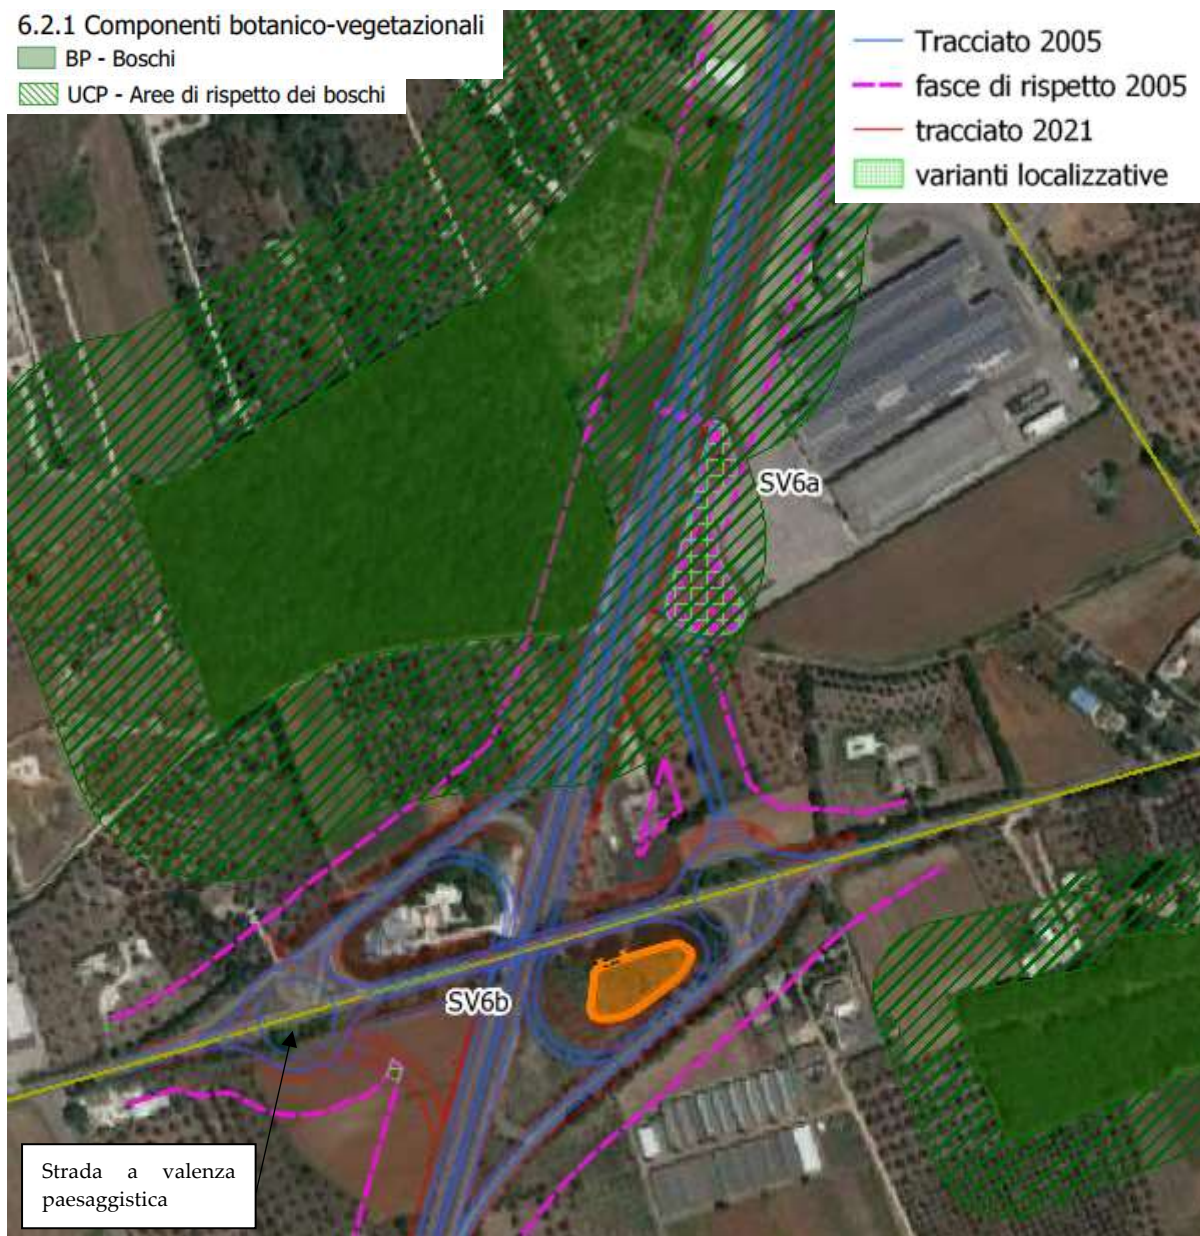 6.2.1 Componenti botanico-vegetazionali
BP - Boschi
UCP - Aree di rispetto dei boschi
Tracciato 2005
fasce di rispetto 2005
tracciato 2021
varianti localizzative
SV6a
SV6b
Strada a valenza
paesaggistica